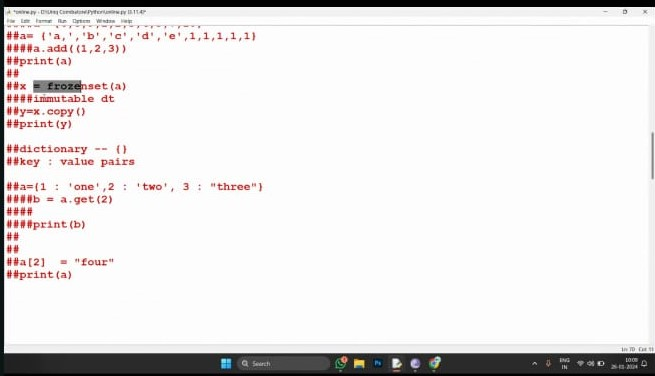 *online.py - D:\Uniq Combators\Python\online.py (3.11.4)*
File Edit Format Run Options Window Help
##a= {'a,','b','c','d','e',1,1,1,1,1}
####a.add((1,2,3))
##print(a)
##
##x = frozenset(a)
####immutable dt
##y=x.copy()
##print(y)
##dictionary -- {}
##key : value pairs
##a={1 : 'one',2 : 'two', 3 : "three"}
####b = a.get(2)
####
####print(b)
##
##
##a[2] = "four"
##print(a)
Ln: 70 Col: 11
Search
ENG
IN
10:09
26-01-2024